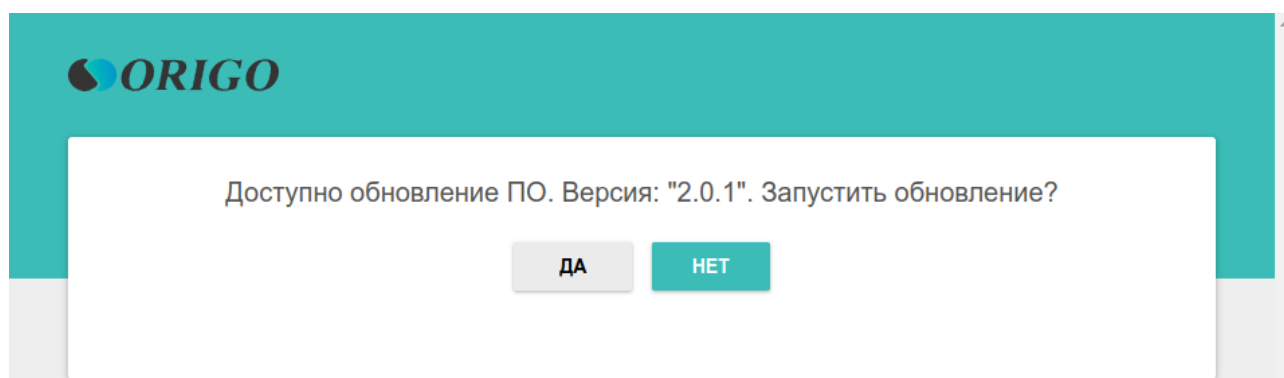 ORIGO
Доступно обновление ПО. Версия: "2.0.1". Запустить обновление?
ДА
НЕТ